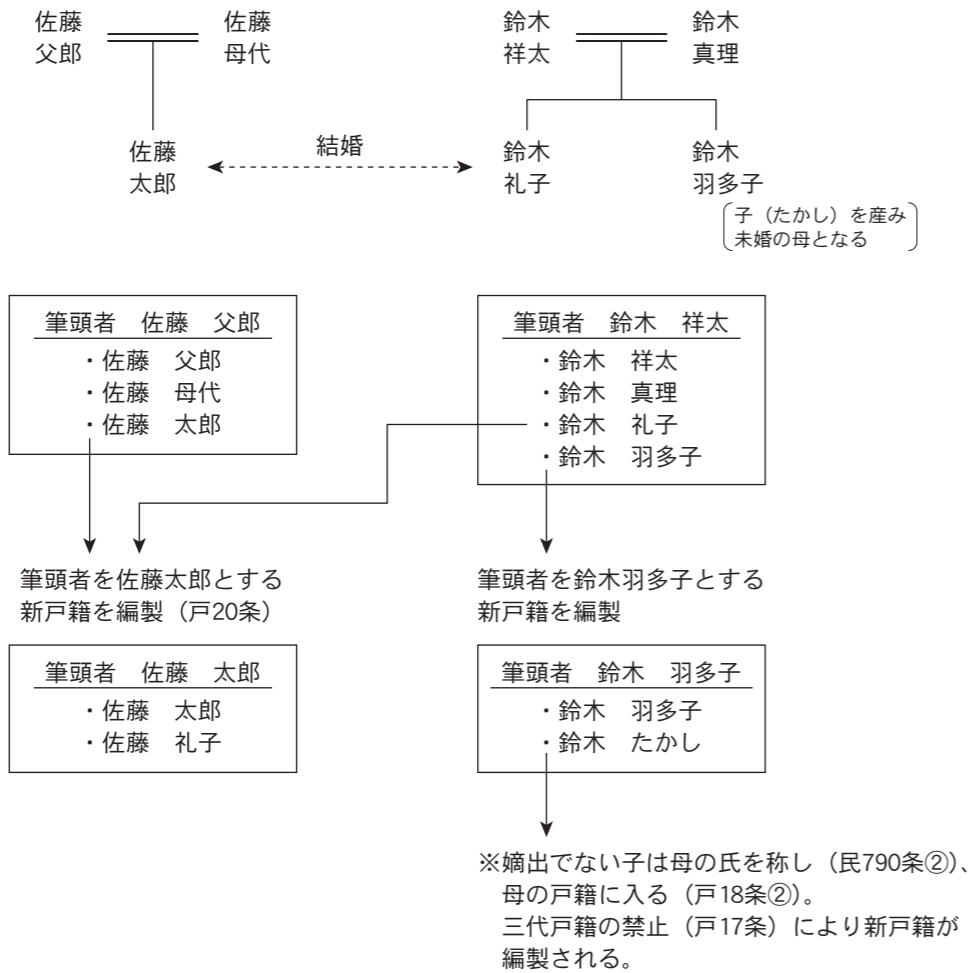 佐藤 佐藤 鈴木 鈴木
父郎 母代 祥太 真理
佐藤 結婚 鈴木 鈴木
太郎 礼子 羽多子
子（たかし）を産み
未婚の母となる
筆頭者　佐藤　父郎
・佐藤　父郎
・佐藤　母代
・佐藤　太郎
筆頭者　鈴木　祥太
・鈴木　祥太
・鈴木　真理
・鈴木　礼子
・鈴木　羽多子
筆頭者を佐藤太郎とする
新戸籍を編製（戸20条）
筆頭者を鈴木羽多子とする
新戸籍を編製
筆頭者　佐藤　太郎
・佐藤　太郎
・佐藤　礼子
筆頭者　鈴木　羽多子
・鈴木　羽多子
・鈴木　たかし
※嫡出でない子は母の氏を称し（民790条②）、
母の戸籍に入る（戸18条②）。
三代戸籍の禁止（戸17条）により新戸籍が
編製される。